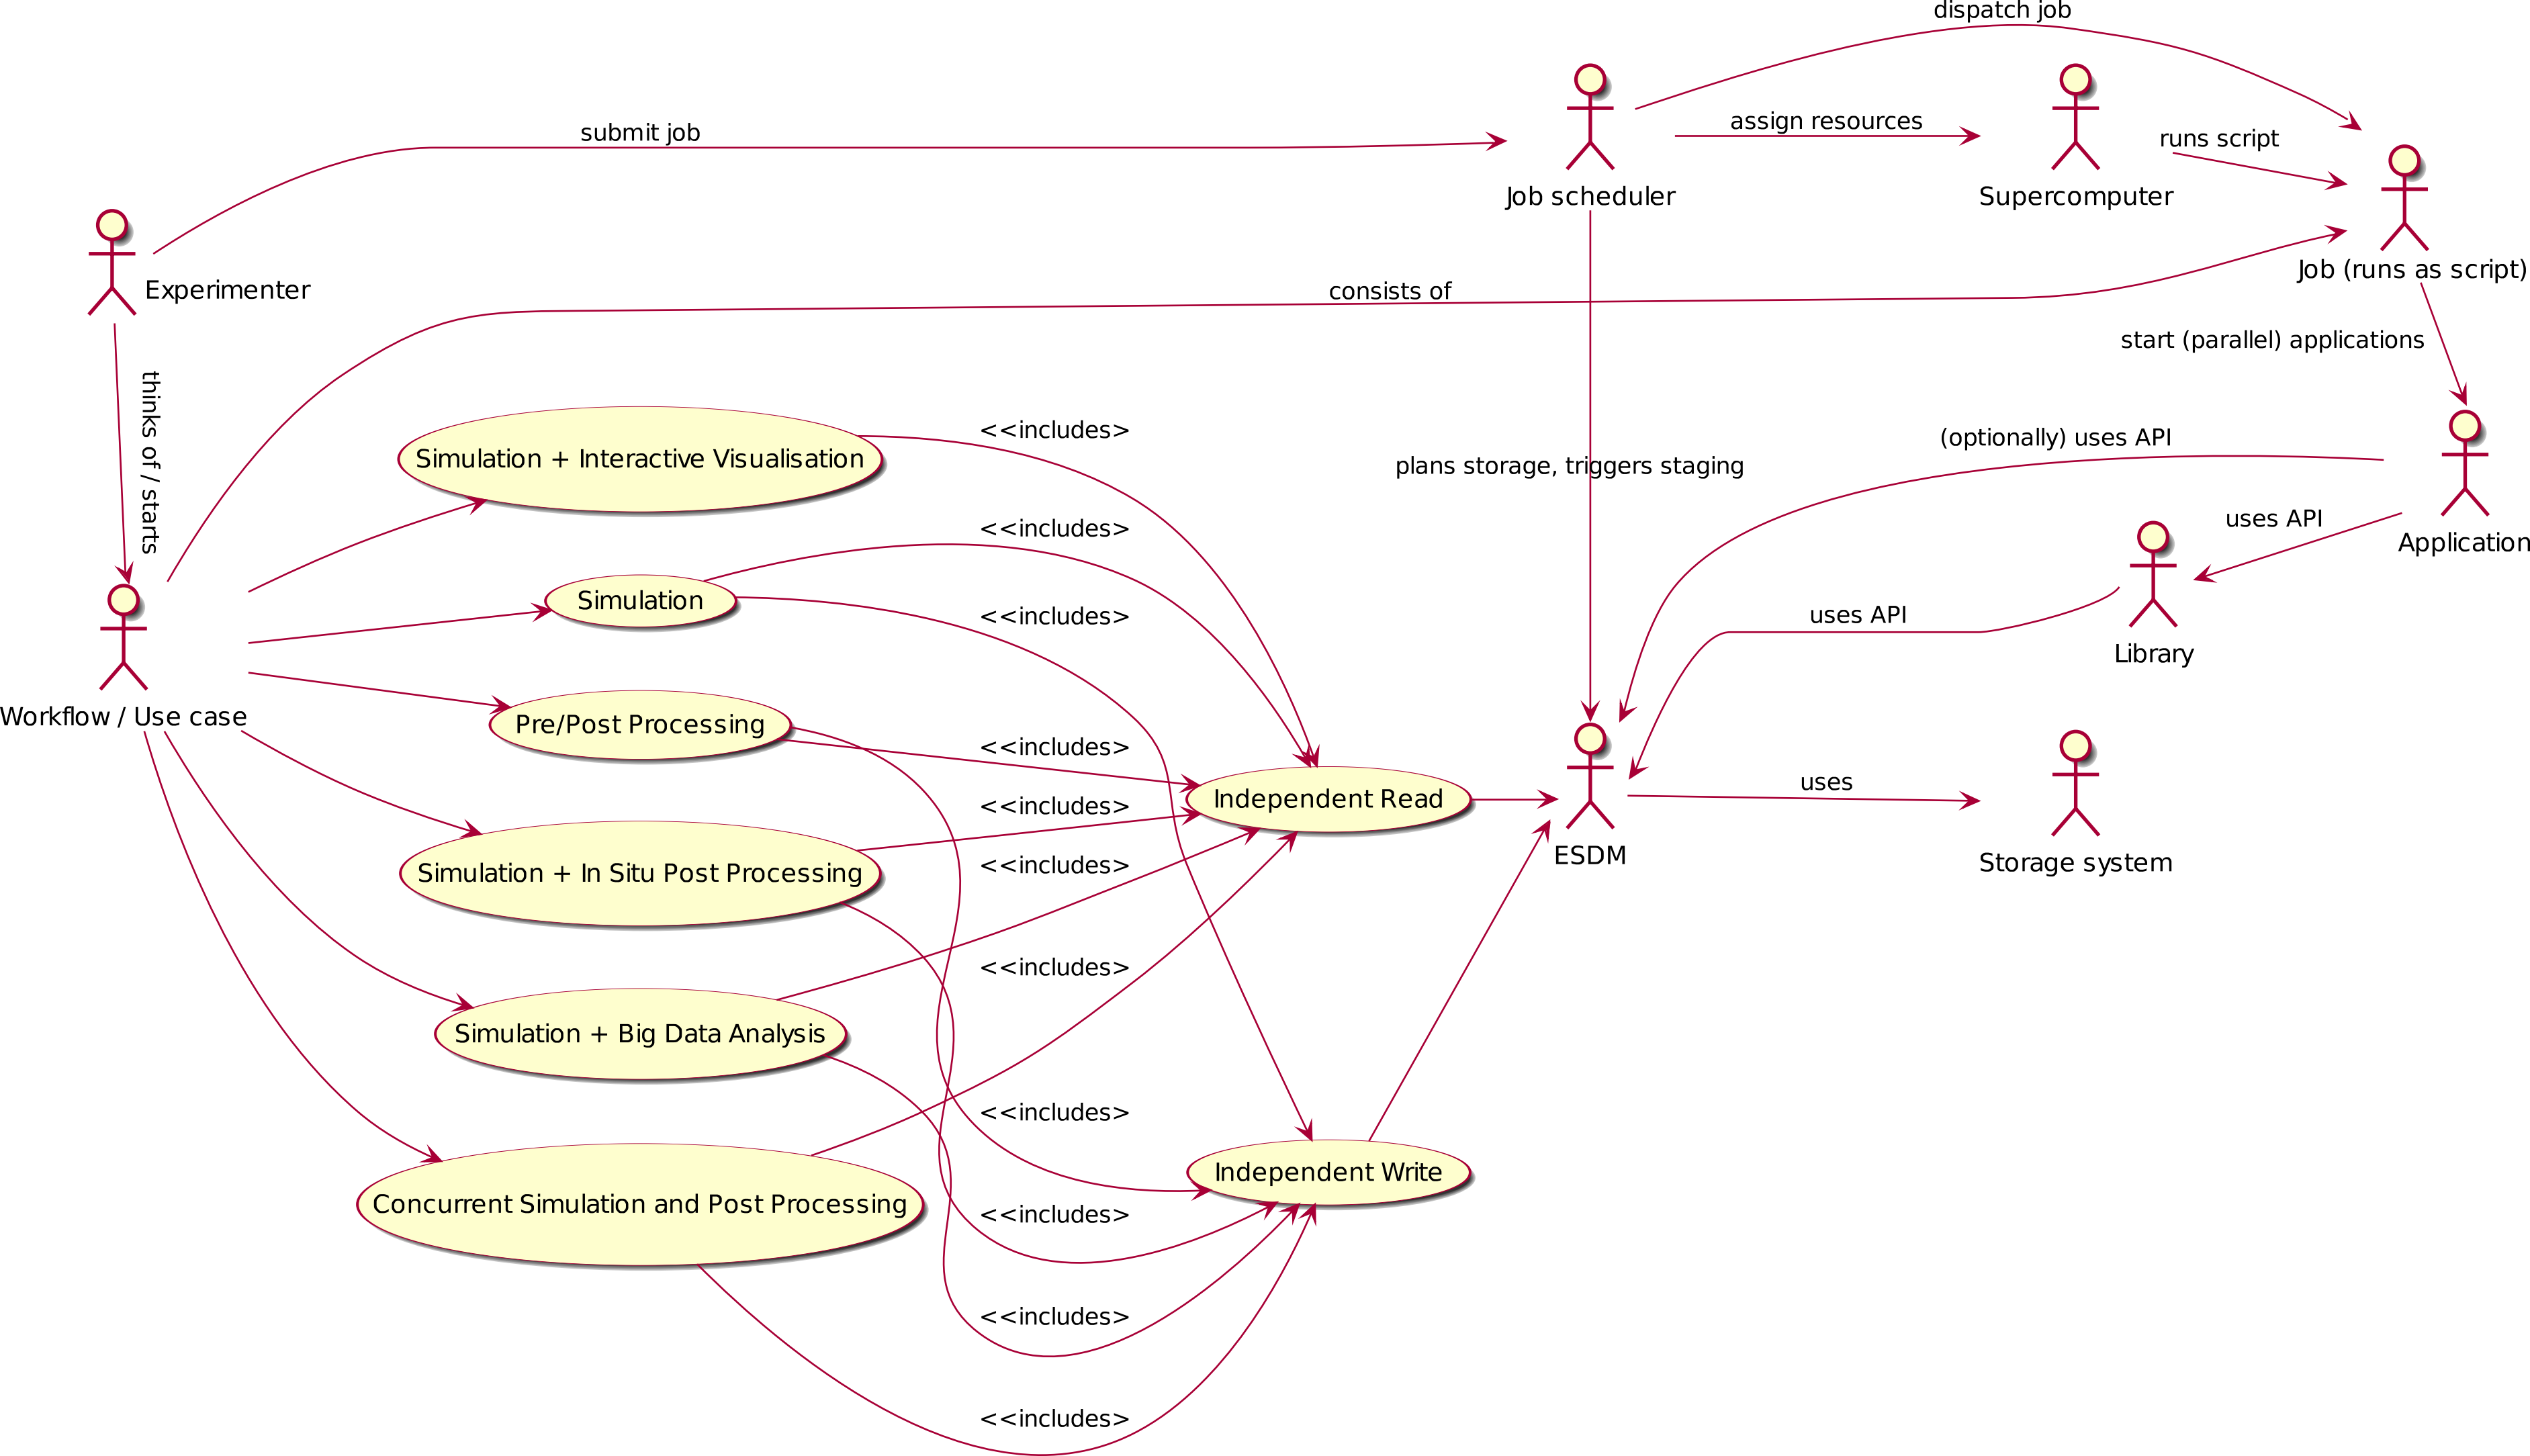 dispatch job
submit job
assign resources
runs script
Job scheduler
Supercomputer
Job (runs as script)
Experimenter
consists of
start (parallel) applications
thinks of / starts
<<includes>
(optionally) uses API
Simulation + Interactive Visualisation
plans storage, triggers staging
<<includes>
uses API
Application
Simulation
<<includes>
uses API
Library
Workflow / Use case
Pre/Post Processing
<<includes>
uses
Independent Read
<<includes>
ESDM
Storage system
<<includes>
Simulation + In Situ Post Processing
<<includes>
Simulation + Big Data Analysis
<<includes>
Independent Write
Concurrent Simulation and Post Processing
<<includes>
<<includes>
<<includes>